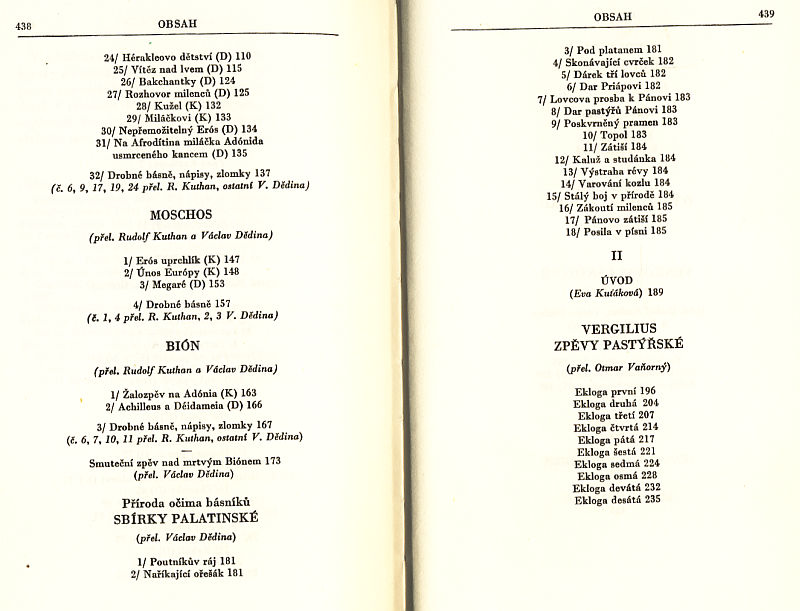 438
OBSAH
24/ Hérakleovo dětství (D) 110
25/ Vítěz nad lvem (D) 115
26/ Bakchantky (D) 124
27/ Rozhovor milenců (D) 125
28/ Kužel (K) 132
29/ Miláčkovi (K) 133
30/ Nepřemožitelný Erós (D) 134
31/ Na Afrodítina miláčka Adónida
usmrceného kancem (D) 135
32/ Drobné básně, nápisy, zlomky 137
(č. 6, 9, 17, 19, 24 přel. R. Kuthan, ostatní V. Dědina)
MOSCHOS
(přel. Rudolf Kuthan a Václav Dědina)
1/ Erós uprchlík (K) 147
2/ Únos Európy (K) 148
3/ Megaré (D) 153
4/ Drobné básně 157
(č. 1, 4 přel. R. Kuthan, 2, 3 V. Dědina)
BIÓN
(přel. Rudolf Kuthan a Václav Dědina)
1/ Žalozpěv na Adónia (K) 163
2/ Achilleus a Déidameia (D) 166
3/ Drobné básně, nápisy, zlomky 167
(č. 6, 7, 10, 11 přel. R. Kuthan, ostatní V. Dědina)
Smuteční zpěv nad mrtvým Biónem 173
(přel. Václav Dědina)
Příroda očima básníků
SBÍRKY PALATINSKÉ
(přel. Václav Dědina)
1/ Poutníkův ráj 181
2/ Naříkající ořešák 181
OBSAH
439
3/ Pod platanem 181
4/ Skonávající cvrček 182
5/ Dárek tří lovců 182
6/ Dar Priápovi 182
7/ Lovcova prosba k Pánovi 183
8/ Dar pastýřů Pánovi 183
9/ Poskvrněný pramen 183
10/ Topol 183
11/ Zátiší 184
12/ Kaluž a studánka 184
13/ Výstraha révy 184
14/ Varování kozlu 184
15/ Stálý boj v přírodě 184
16/ Zákoutí milenců 185
17/ Pánovo zátiší 185
18/ Posila v písni 185
II
ÚVOD
(Eva Kuťáková) 189
VERGILIUS
ZPĚVY PASTÝŘSKÉ
(přel. Otmar Vaňorný)
Ekloga první 196
Ekloga druhá 204
Ekloga třetí 207
Ekloga čtvrtá 214
Ekloga pátá 217
Ekloga šestá 221
Ekloga sedmá 224
Ekloga osmá 228
Ekloga devátá 232
Ekloga desátá 235